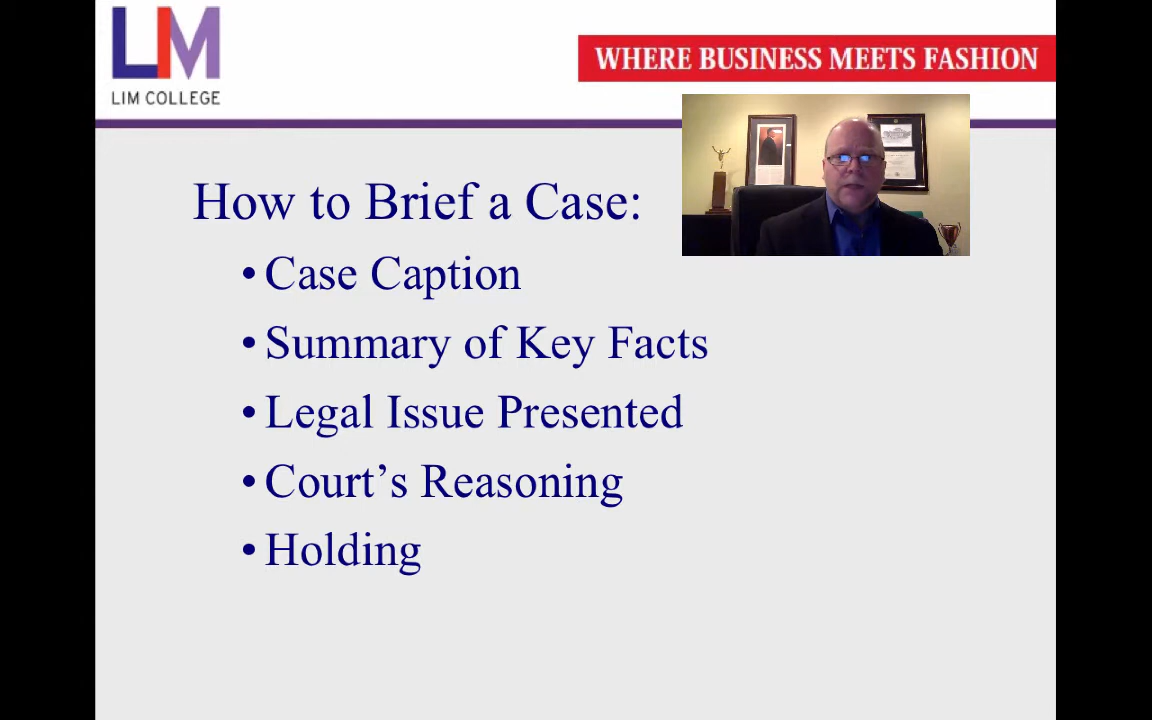 LIM
LIM COLLEGE
WHERE BUSINESS MEETS FASHION
How to Brief a Case:
• Case Caption
• Summary of Key Facts
• Legal Issue Presented
• Court’s Reasoning
• Holding